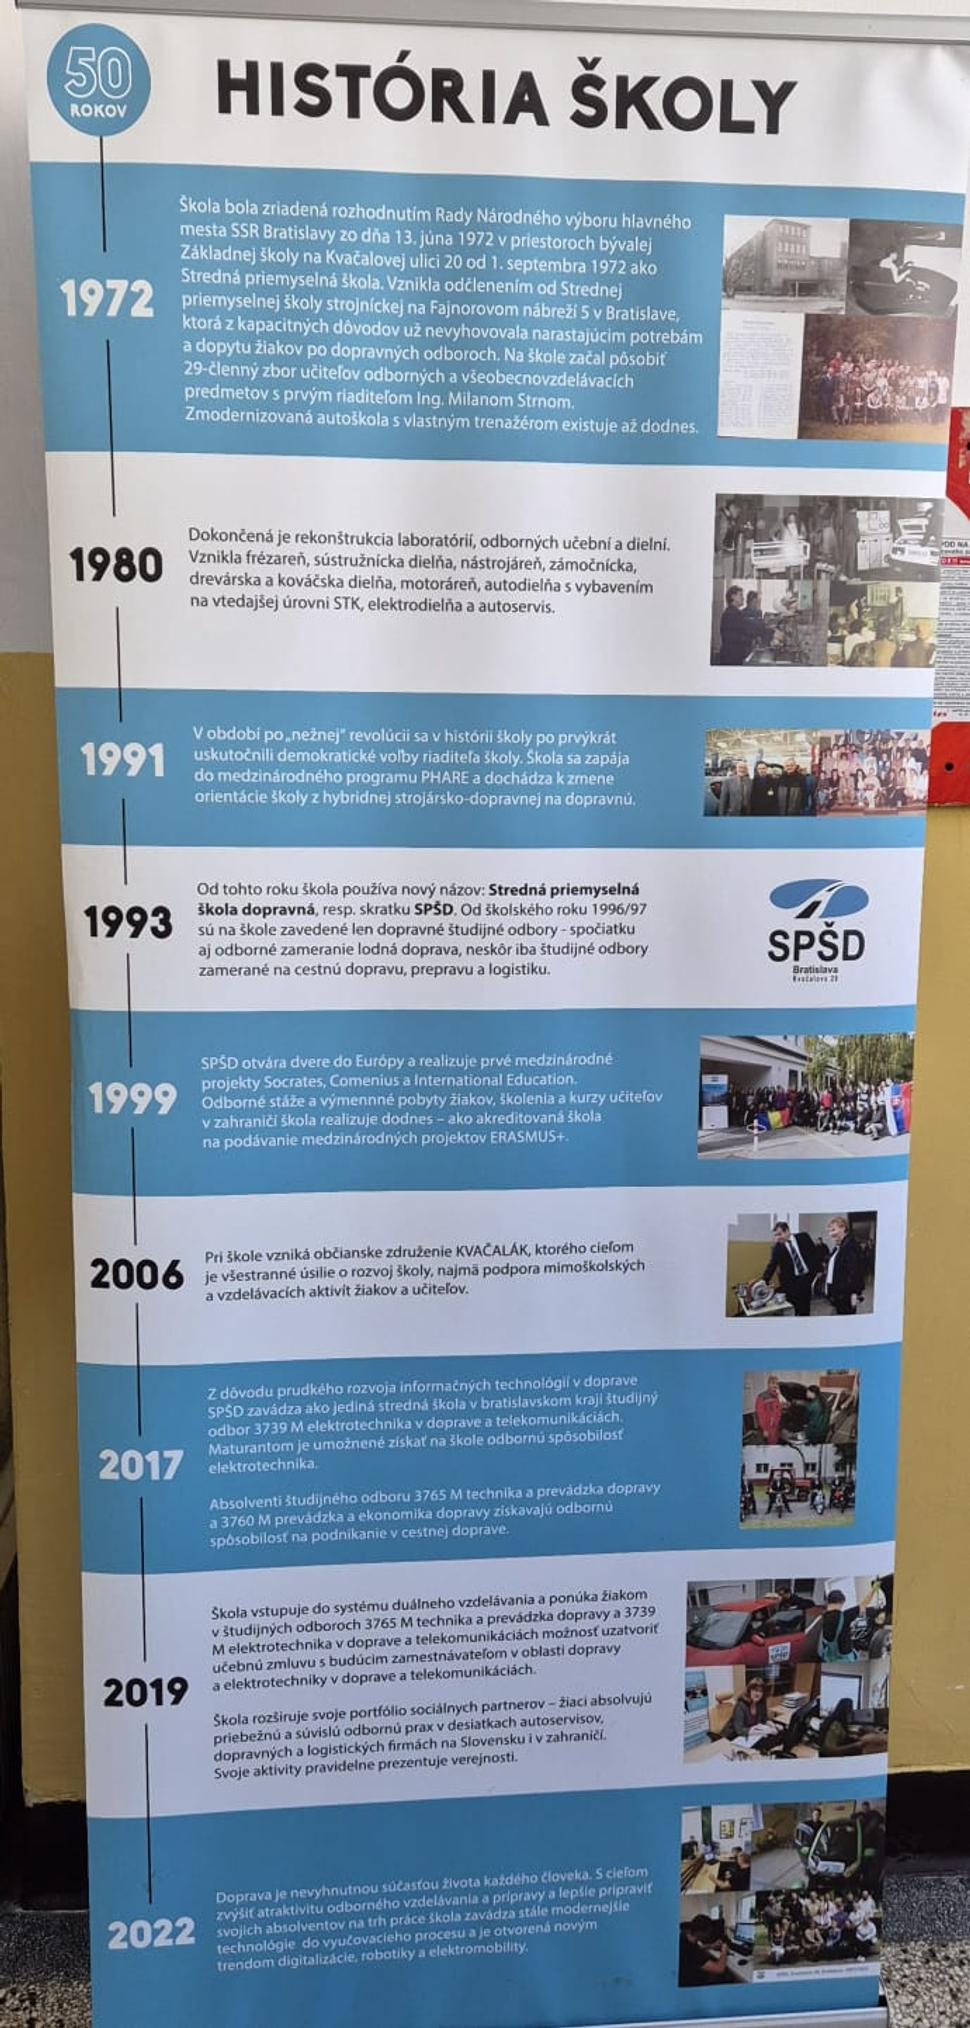 50
ROKOV
HISTÓRIA ŠKOLY
1972
Škola bola zriadená rozhodnutím Rady Národného výboru hlavného
mesta SSR Bratislavy zo dňa 13. júna 1972 v priestoroch bývalej
Základnej školy na Kvačalovej ulici 20 od 1. septembra 1972 ako
Stredná priemyselná škola. Vznikla odčlenením od Strednej
priemyselnej školy strojníckej na Fajnorovom nábreží 5 v Bratislave,
ktorá z kapacitných dôvodov už nevyhovovala narastajúcim potrebám
a dopytu žiakov po dopravných odboroch. Na škole začal pôsobiť
29-členný zbor učiteľov odborných a všeobecnovzdelávacích
predmetov s prvým riaditeľom Ing. Milanom Strnom.
Zmodernizovaná autoškola s vlastným trenažérom existuje až dodnes.
1980
Dokončená je rekonštrukcia laboratórií, odborných učební a dielní.
Vznikla frézareň, sústružnícka dielňa, nástrojáreň, zámočnícka,
drevárska a kováčska dielňa, motoráreň, autodielňa s vybavením
na vtedajšej úrovni STK, elektrodielňa a autoservis.
1991
V období po „nežnej" revolúcii sa v histórii školy po prvýkrát
uskutočnili demokratické voľby riaditeľa školy. Škola sa zapája
do medzinárodného programu PHARE a dochádza k zmene
orientácie školy z hybridnej strojársko-dopravnej na dopravnú.
1993
Od tohto roku škola používa nový názov: Stredná priemyselná
škola dopravná, resp. skratku SPŠD. Od školského roku 1996/97
sú na škole zavedené len dopravné študijné odbory - spočiatku
aj odborné zameranie lodná doprava, neskôr iba študijné odbory
zamerané na cestnú dopravu, prepravu a logistiku.
SPŠD
Bratislava
Kvačalova 20
1999
SPŠD otvára dvere do Európy a realizuje prvé medzinárodné
projekty Socrates, Comenius a International Education.
Odborné stáže a výmennné pobyty žiakov, školenia a kurzy učiteľov
v zahraničí škola realizuje dodnes – ako akreditovaná škola
na podávanie medzinárodných projektov ERASMUS+.
2006
Pri škole vzniká občianske združenie KVAČALÁK, ktorého cieľom
je všestranné úsilie o rozvoj školy, najmä podpora mimoškolských
a vzdelávacích aktivít žiakov a učiteľov.
2017
Z dôvodu prudkého rozvoja informačných technológií v doprave
SPŠD zavádza ako jediná stredná škola v bratislavskom kraji študijný
odbor 3739 M elektrotechnika v doprave a telekomunikáciách.
Maturantom je umožnené získať na škole odbornú spôsobilosť
elektrotechnika.
Absolventi študijného odboru 3765 M technika a prevádzka dopravy
a 3760 M prevádzka a ekonomika dopravy získavajú odbornú
spôsobilosť na podnikanie v cestnej doprave.
2019
Škola vstupuje do systému duálneho vzdelávania a ponúka žiakom
v študijných odboroch 3765 M technika a prevádzka dopravy a 3739
M elektrotechnika v doprave a telekomunikáciách možnosť uzatvoriť
učebnú zmluvu s budúcim zamestnávateľom v oblasti dopravy
a elektrotechniky v doprave a telekomunikáciách.
Škola rozširuje svoje portfólio sociálnych partnerov – žiaci absolvujú
priebežnú a súvislú odbornú prax v desiatkach autoservisov,
dopravných a logistických firmách na Slovensku i v zahraničí.
Svoje aktivity pravidelne prezentuje verejnosti.
2022
Doprava je nevyhnutnou súčasťou života každého človeka. S cieľom
zvýšiť atraktivitu odborného vzdelávania a prípravy a lepšie pripraviť
svojich absolventov na trh práce škola zavádza stále modernejšie
technológie do vyučovacieho procesu a je otvorená novým
trendom digitalizácie, robotiky a elektromobility.